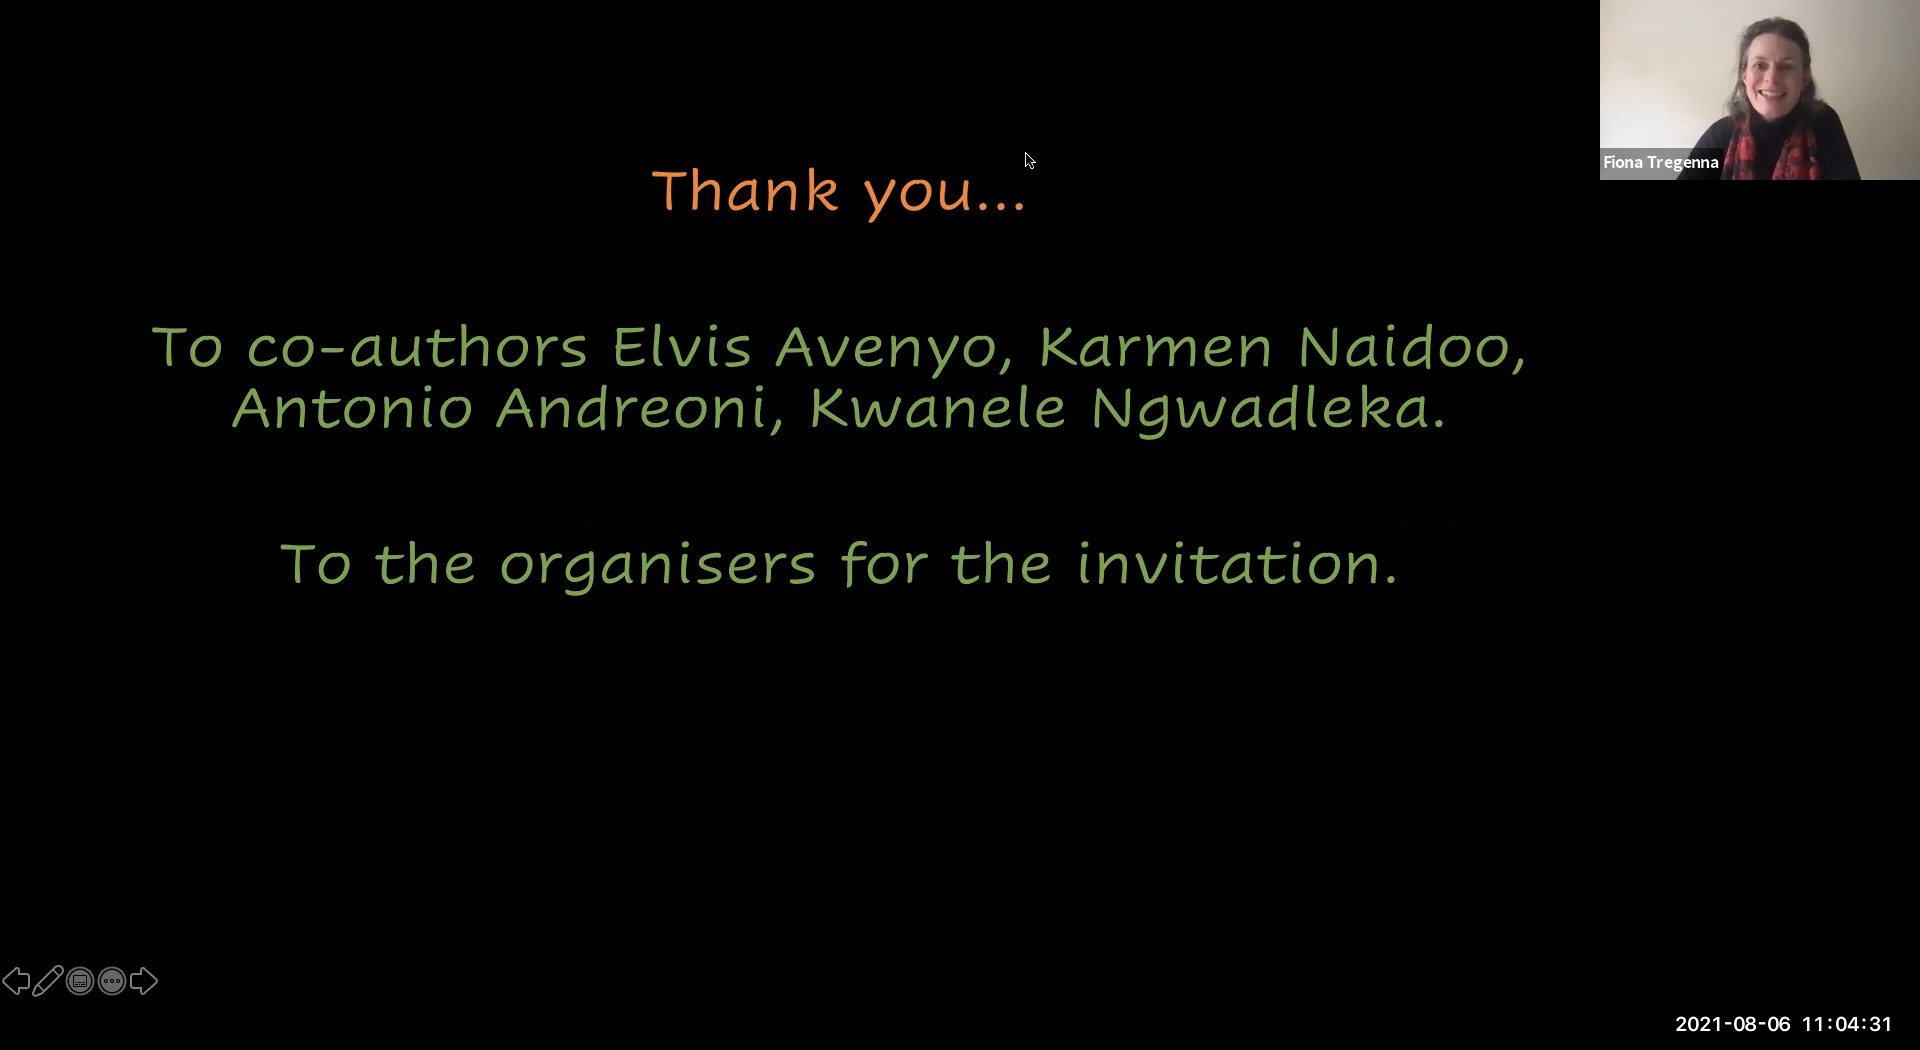 Thank you...
Fiona Tregenna
To co-authors Elvis Avenyo, Karmen Naidoo,
Antonio Andreoni, Kwanele Ngwadleka.
To the organisers for the invitation.
2021-08-06 11:04:31